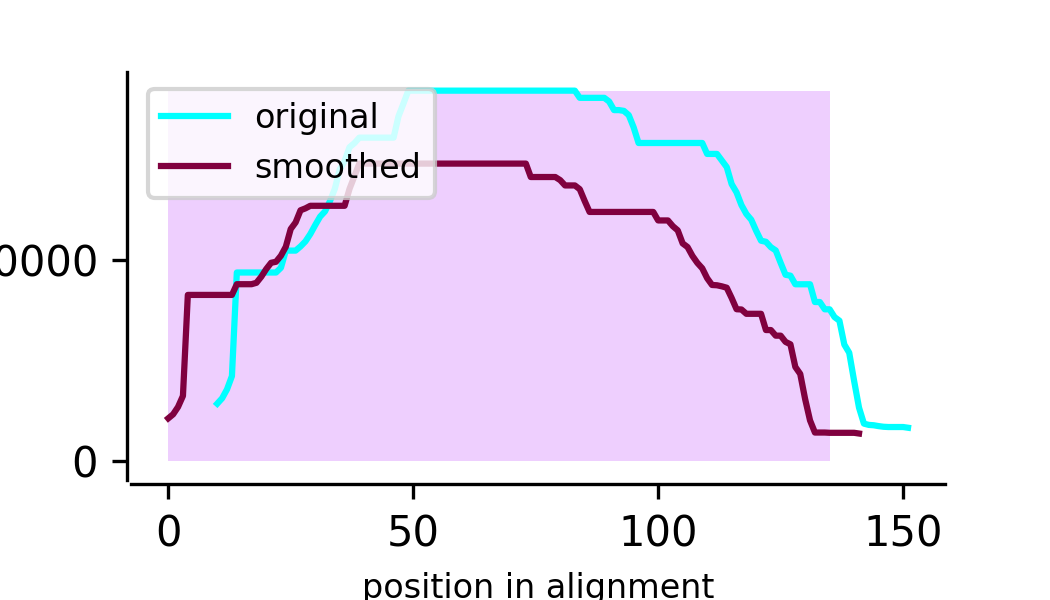 original
smoothed
0000
0
0 50 100 150
position in alignment